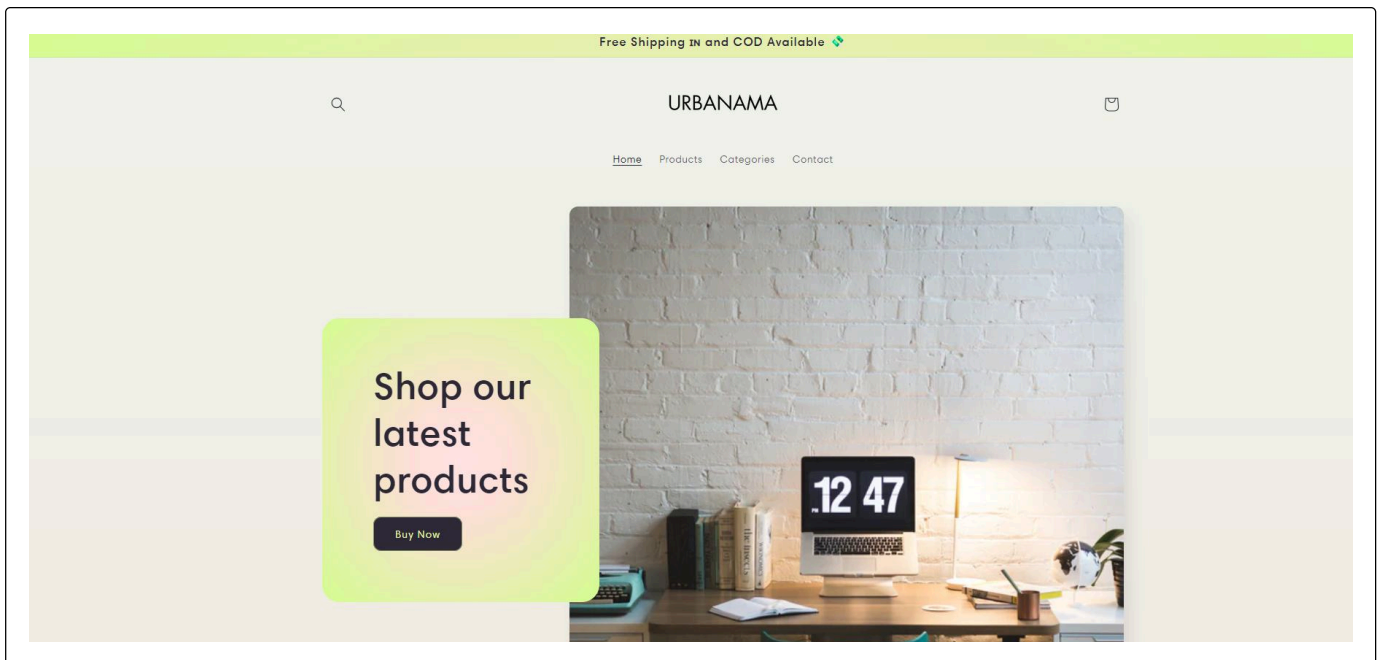 Free Shipping IN and COD Available 💸
URBANAMA
Home Products Categories Contact
Shop our
latest
products
Buy Now
PM 12 47